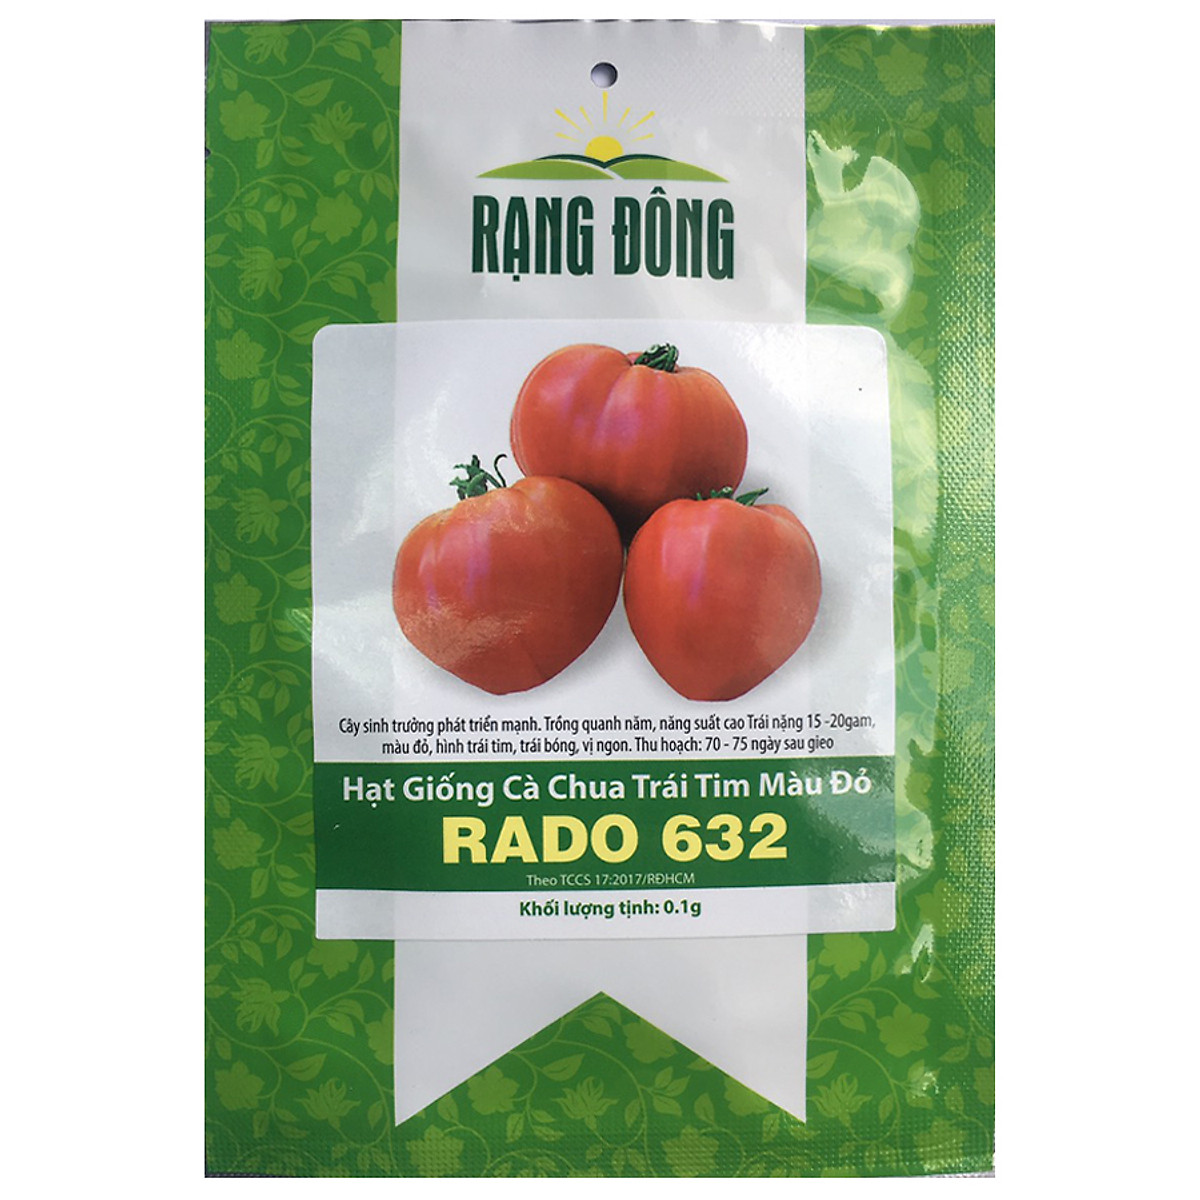 RẠNG ĐÔNG
Cây sinh trưởng phát triển mạnh. Trồng quanh năm, năng suất cao Trái nặng 15 -20gam,
màu đỏ, hình trái tim, trái bóng, vị ngon. Thu hoạch: 70 - 75 ngày sau gieo
Hạt Giống Cà Chua Trái Tim Màu Đỏ
RADO 632
Theo TCCS 17:2017/RĐHCM
Khối lượng tịnh: 0.1g